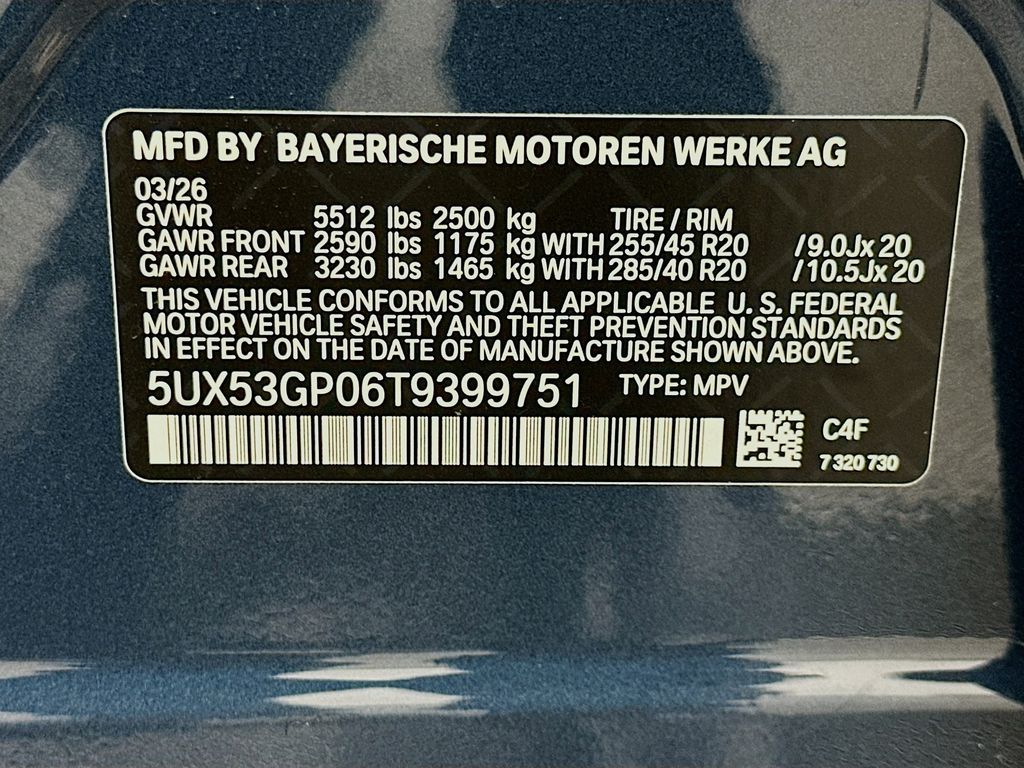 MFD BY BAYERISCHE MOTOREN WERKE AG
03/26
GVWR 5512 lbs 2500 kg TIRE / RIM
GAWR FRONT 2590 lbs 1175 kg WITH 255/45 R20 /9.0Jx 20
GAWR REAR 3230 lbs 1465 kg WITH 285/40 R20 /10.5Jx 20
THIS VEHICLE CONFORMS TO ALL APPLICABLE U. S. FEDERAL
MOTOR VEHICLE SAFETY AND THEFT PREVENTION STANDARDS
IN EFFECT ON THE DATE OF MANUFACTURE SHOWN ABOVE.
5UX53GP06T9399751 TYPE: MPV
C4F
7 320 730